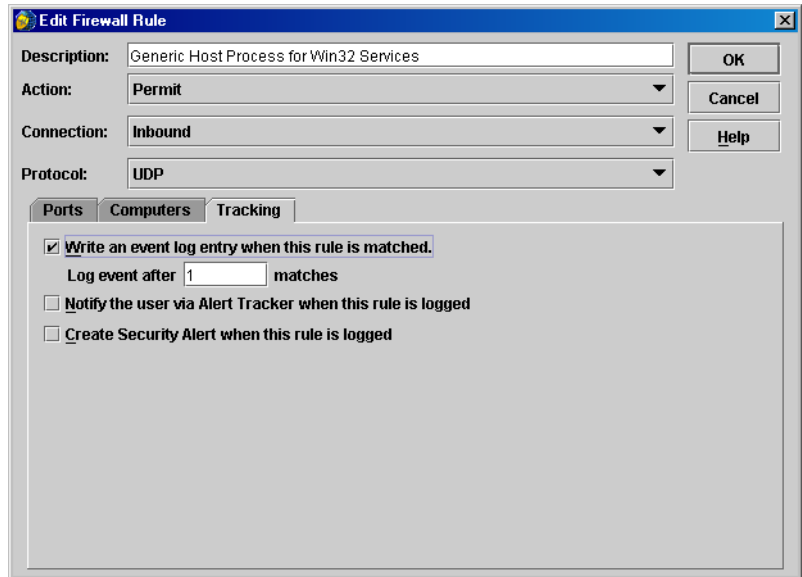 Edit Firewall Rule
Description: Generic Host Process for Win32 Services
OK
Action: Permit
Cancel
Connection: Inbound
Help
Protocol: UDP
Ports Computers Tracking
Write an event log entry when this rule is matched.
Log event after 1 matches
Notify the user via Alert Tracker when this rule is logged
Create Security Alert when this rule is logged